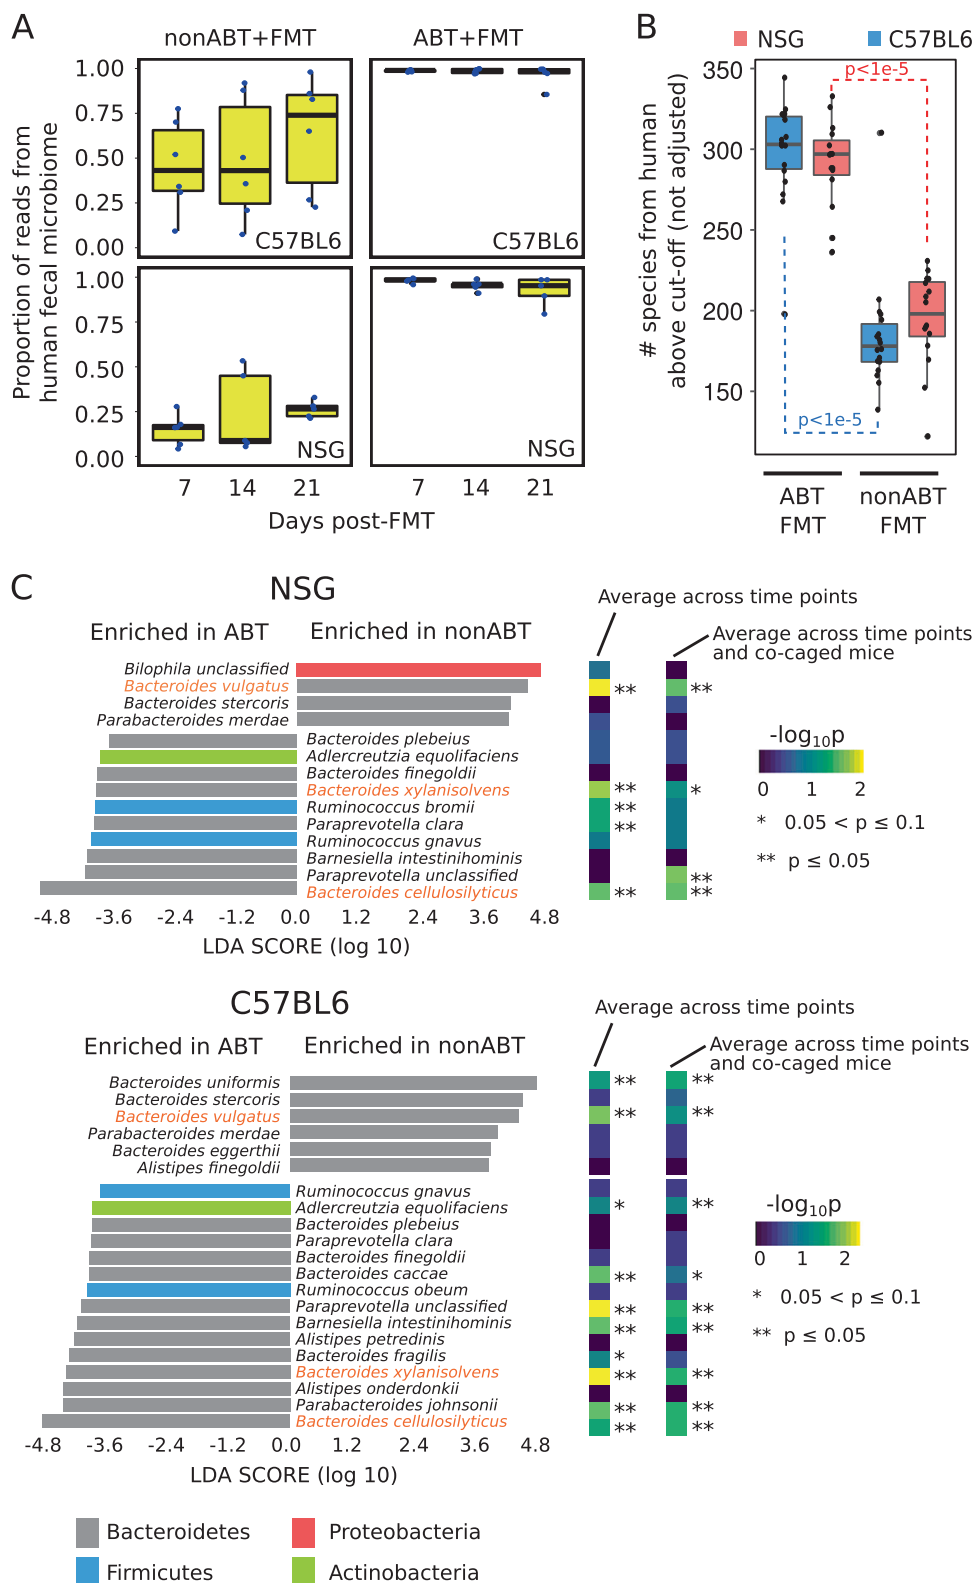 A
nonABT+FMT
ABT+FMT
Proportion of reads from
human fecal microbiome
1.00
0.75
0.50
0.25
0.00
C57BL6
C57BL6
1.00
0.75
0.50
0.25
0.00
NSG
NSG
7 14 21 7 14 21
Days post-FMT
B
NSG C57BL6
# species from human
above cut-off (not adjusted)
350
300
250
200
150
p<1e-5
p<1e-5
ABT
FMT
nonABT
FMT
C
NSG
Enriched in ABT
Enriched in nonABT
Average across time points
Average across time points
and co-caged mice
Bilophila unclassified
Bacteroides vulgatus
** **
Bacteroides stercoris
Parabacteroides merdae
Bacteroides plebeius
Adlercreutzia equolifaciens
Bacteroides finegoldii
Bacteroides xylanisolvens
** *
Ruminococcus bromii
**
Paraprevotella clara
**
Ruminococcus gnavus
Barnesiella intestinihominis
Paraprevotella unclassified
**
Bacteroides cellulosilyticus
** **
-4.8 -3.6 -2.4 -1.2 0.0 1.2 2.4 3.6 4.8
LDA SCORE (log 10)
-log10p
0 1 2
* 0.05 < p ≤ 0.1
** p ≤ 0.05
C57BL6
Enriched in ABT
Enriched in nonABT
Average across time points
Average across time points
and co-caged mice
Bacteroides uniformis
** **
Bacteroides stercoris
Bacteroides vulgatus
** **
Parabacteroides merdae
Bacteroides eggerthii
Alistipes finegoldii
Ruminococcus gnavus
Adlercreutzia equolifaciens
* **
Bacteroides plebeius
Paraprevotella clara
Bacteroides finegoldii
Bacteroides caccae
** *
Ruminococcus obeum
Paraprevotella unclassified
** **
Barnesiella intestinihominis
** **
Alistipes petredinis
Bacteroides fragilis
*
Bacteroides xylanisolvens
** **
Alistipes onderdonkii
Parabacteroides johnsonii
** **
Bacteroides cellulosilyticus
** **
-4.8 -3.6 -2.4 -1.2 0.0 1.2 2.4 3.6 4.8
LDA SCORE (log 10)
-log10p
0 1 2
* 0.05 < p ≤ 0.1
** p ≤ 0.05
Bacteroidetes
Proteobacteria
Firmicutes
Actinobacteria